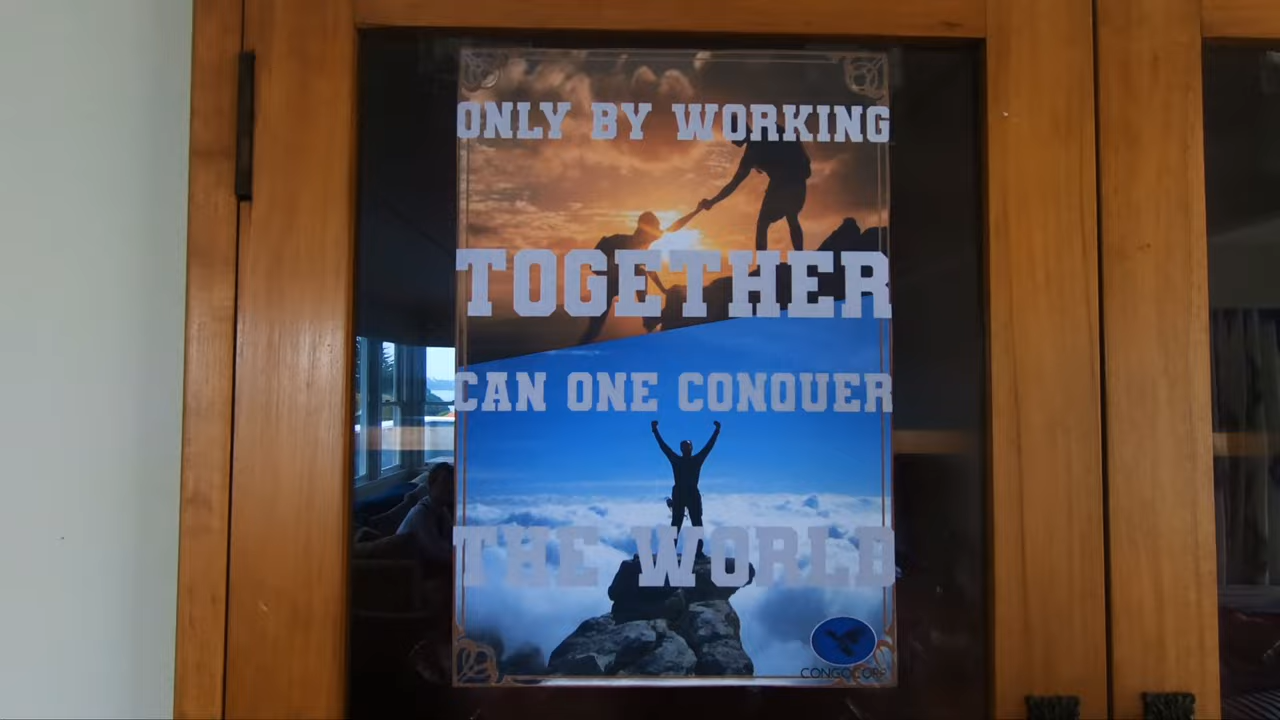 ONLY BY WORKING
TOGETHER
CAN ONE CONQUER
THE WORLD
CONGOCORP